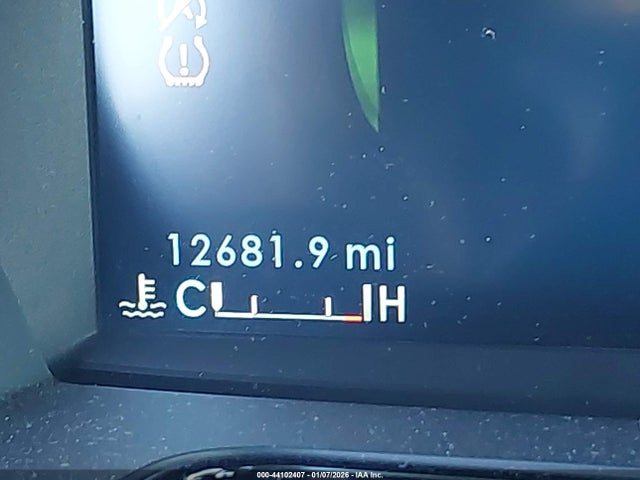 !
12681.9 mi
C H
000-44102407 - 01/07/2026 - IAA Inc.